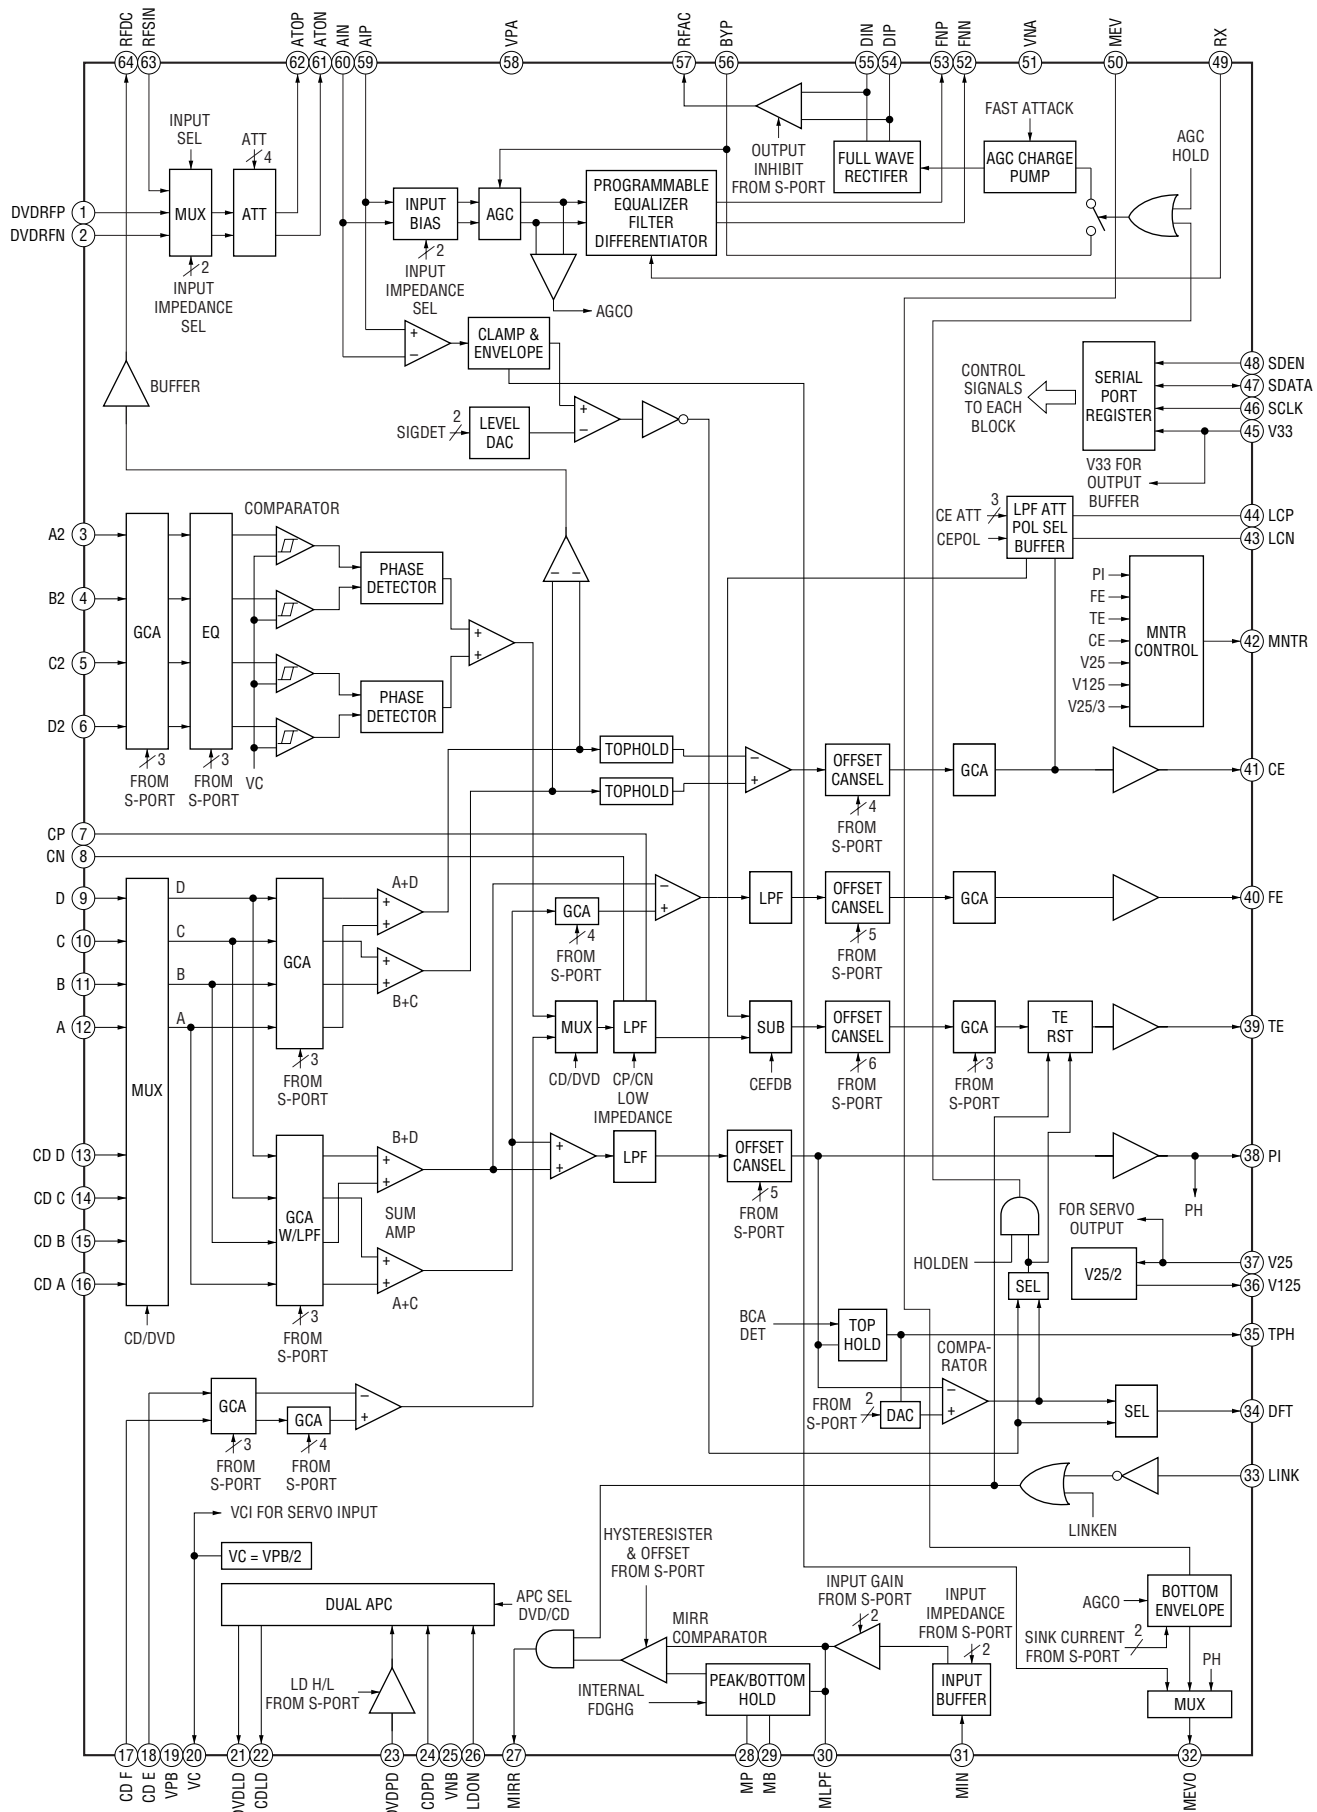 RFDC
RFSIN
ATOP
ATON
AIN
AIP
VPA
RFAC
BYP
DIN
DIP
FNP
FNN
VNA
MEV
RX
64
63
62
61
60
59
58
57
56
55
54
53
52
51
50
49
INPUT
SEL
ATT
4
OUTPUT
INHIBIT
FROM S-PORT
FAST ATTACK
AGC
HOLD
FULL WAVE
RECTIFER
AGC CHARGE
PUMP
DVDRFP
1
DVDRFN
2
MUX
ATT
INPUT
BIAS
AGC
PROGRAMMABLE
EQUALIZER
FILTER
DIFFERENTIATOR
2
INPUT
IMPEDANCE
SEL
2
INPUT
IMPEDANCE
SEL
AGCO
+
−
CLAMP &
ENVELOPE
BUFFER
SIGDET
2
LEVEL
DAC
+
−
CONTROL
SIGNALS
TO EACH
BLOCK
SERIAL
PORT
REGISTER
48 SDEN
47 SDATA
46 SCLK
45 V33
V33 FOR
OUTPUT
BUFFER
COMPARATOR
A2 3
B2 4
C2 5
D2 6
GCA
EQ
PHASE
DETECTOR
PHASE
DETECTOR
+
+
− −
3
FROM
S-PORT
3
FROM
S-PORT
VC
CE ATT
3
CEPOL
LPF ATT
POL SEL
BUFFER
44 LCP
43 LCN
PI
FE
TE
CE
V25
V125
V25/3
MNTR
CONTROL
42 MNTR
TOPHOLD
TOPHOLD
−
+
OFFSET
CANSEL
4
FROM
S-PORT
GCA
41 CE
CP 7
CN 8
D 9
C 10
B 11
A 12
CD D 13
CD C 14
CD B 15
CD A 16
MUX
CD/DVD
D
C
B
A
GCA
3
FROM
S-PORT
A+D
+
+
+
+
B+C
GCA
4
FROM
S-PORT
−
+
LPF
OFFSET
CANSEL
5
FROM
S-PORT
GCA
40 FE
MUX
CD/DVD
LPF
CP/CN
LOW
IMPEDANCE
SUB
CEFDB
OFFSET
CANSEL
6
FROM
S-PORT
GCA
3
FROM
S-PORT
TE
RST
39 TE
GCA
W/LPF
3
FROM
S-PORT
B+D
+
+
SUM
AMP
+
+
A+C
+
+
LPF
OFFSET
CANSEL
5
FROM
S-PORT
38 PI
PH
FOR SERVO
OUTPUT
HOLDEN
SEL
V25/2
37 V25
36 V125
BCA
DET
TOP
HOLD
35 TPH
COMPA-
RATOR
FROM
S-PORT
2
DAC
−
+
SEL
34 DFT
GCA
3
FROM
S-PORT
GCA
4
FROM
S-PORT
−
+
33 LINK
LINKEN
VCI FOR SERVO INPUT
VC = VPB/2
HYSTERESISTER
& OFFSET
FROM S-PORT
DUAL APC
APC SEL
DVD/CD
LD H/L
FROM S-PORT
MIRR
COMPARATOR
INTERNAL
FDGHG
PEAK/BOTTOM
HOLD
INPUT GAIN
FROM S-PORT
2
INPUT
IMPEDANCE
FROM S-PORT
2
INPUT
BUFFER
AGCO
BOTTOM
ENVELOPE
SINK CURRENT
FROM S-PORT
2
PH
MUX
17
18
19
20
21
22
23
24
25
26
27
28
29
30
31
32
CD F
CD E
VPB
VC
DVDLD
CDLD
DVDPD
CDPD
VNB
LDON
MIRR
MP
MB
MLPF
MIN
MEVO